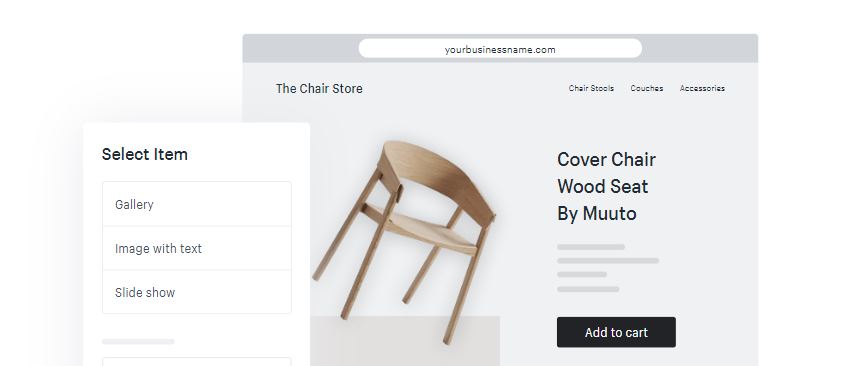 yourbusinessname.com
The Chair Store
Chair Stools Couches Accessories
Select Item
Gallery
Image with text
Slide show
Cover Chair
Wood Seat
By Muuto
Add to cart